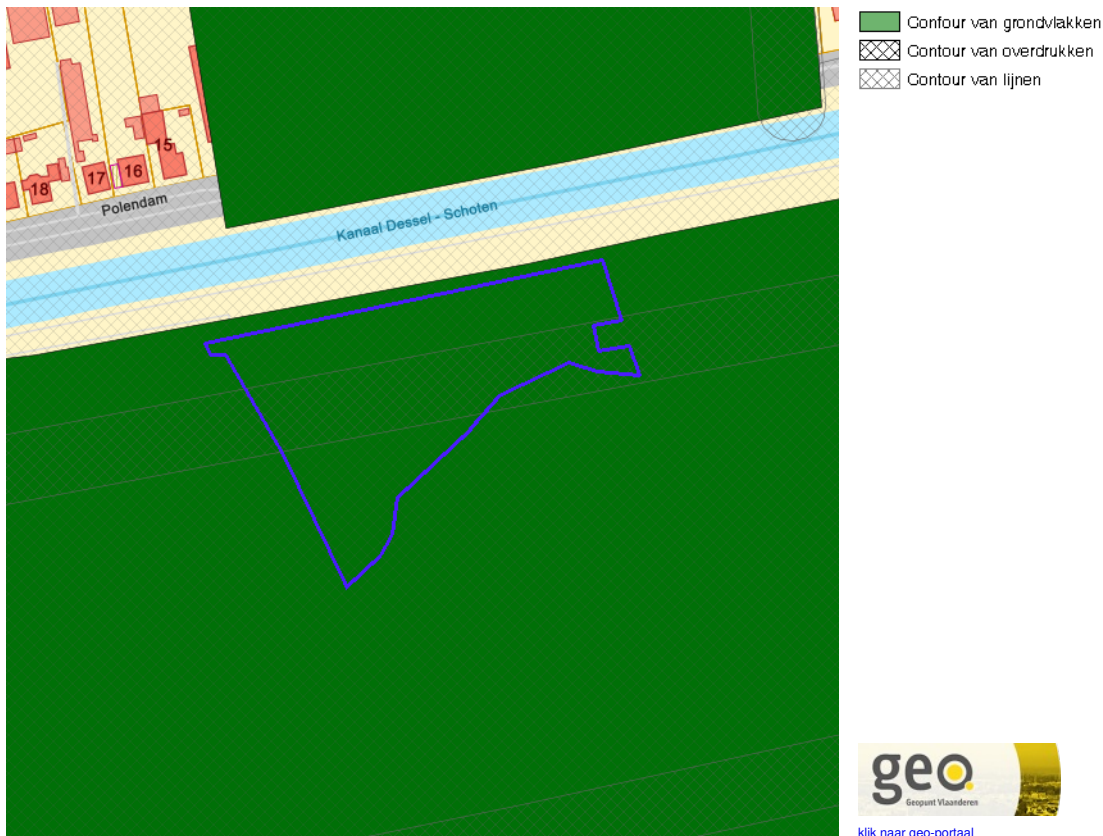 Contour van grondvlakken
Contour van overdrukken
Contour van lijnen
15
16
17
18
Polendam
Kanaal Dessel - Schoten
geo
Geopunt Vlaanderen
klik naar geo-portaal